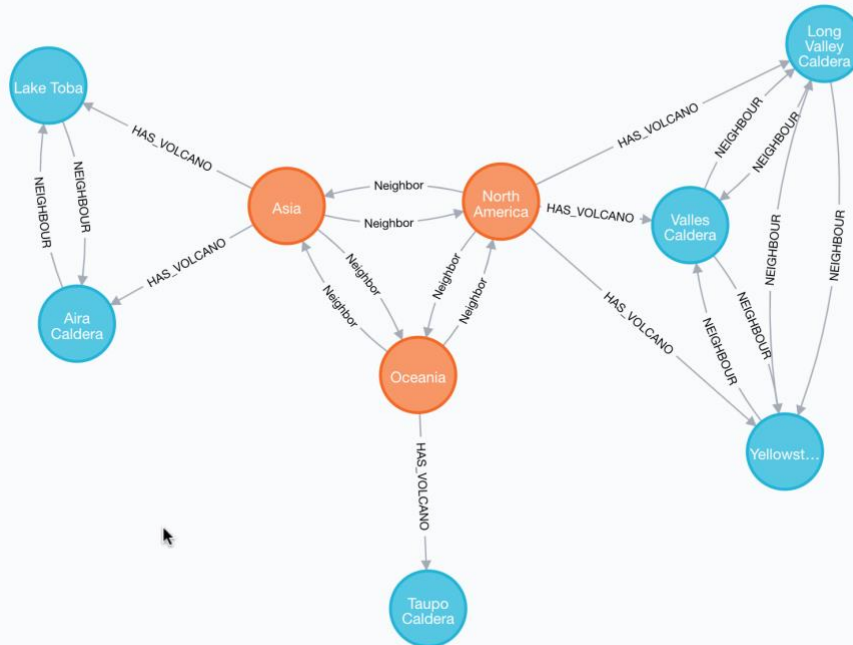 Long
Valley
Caldera
Lake Toba
HAS_VOLCANO
HAS_VOLCANO
NEIGHBOUR
NEIGHBOUR
NEIGHBOUR
NEIGHBOUR
Neighbor
North
America
Asia
Neighbor
HAS_VOLCANO
Valles
Caldera
HAS_VOLCANO
Neighbor
Neighbor
Neighbor
Neighbor
NEIGHBOUR
NEIGHBOUR
Aira
Caldera
HAS_VOLCANO
NEIGHBOUR
NEIGHBOUR
Oceania
Yellowst...
HAS_VOLCANO
Taupo
Caldera